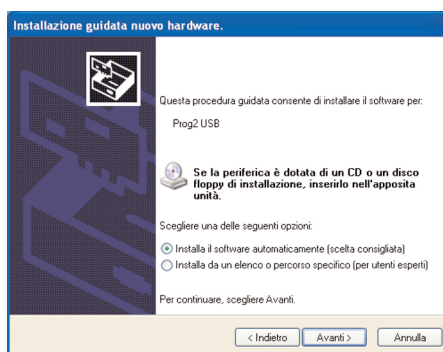 Installazione guidata nuovo hardware.
Questa procedura guidata consente di installare il software per:
Prog2 USB
Se la periferica è dotata di un CD o un disco
floppy di installazione, inserirlo nell'apposita
unità.
Scegliere una delle seguenti opzioni:
Installa il software automaticamente (scelta consigliata)
Installa da un elenco o percorso specifico (per utenti esperti)
Per continuare, scegliere Avanti.
< Indietro Avanti > Annulla